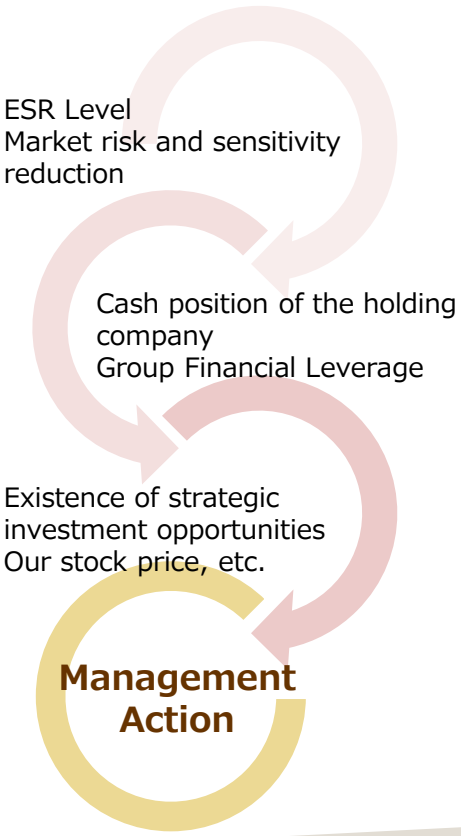 ESR Level
Market risk and sensitivity
reduction
Cash position of the holding
company
Group Financial Leverage
Existence of strategic
investment opportunities
Our stock price, etc.
Management
Action